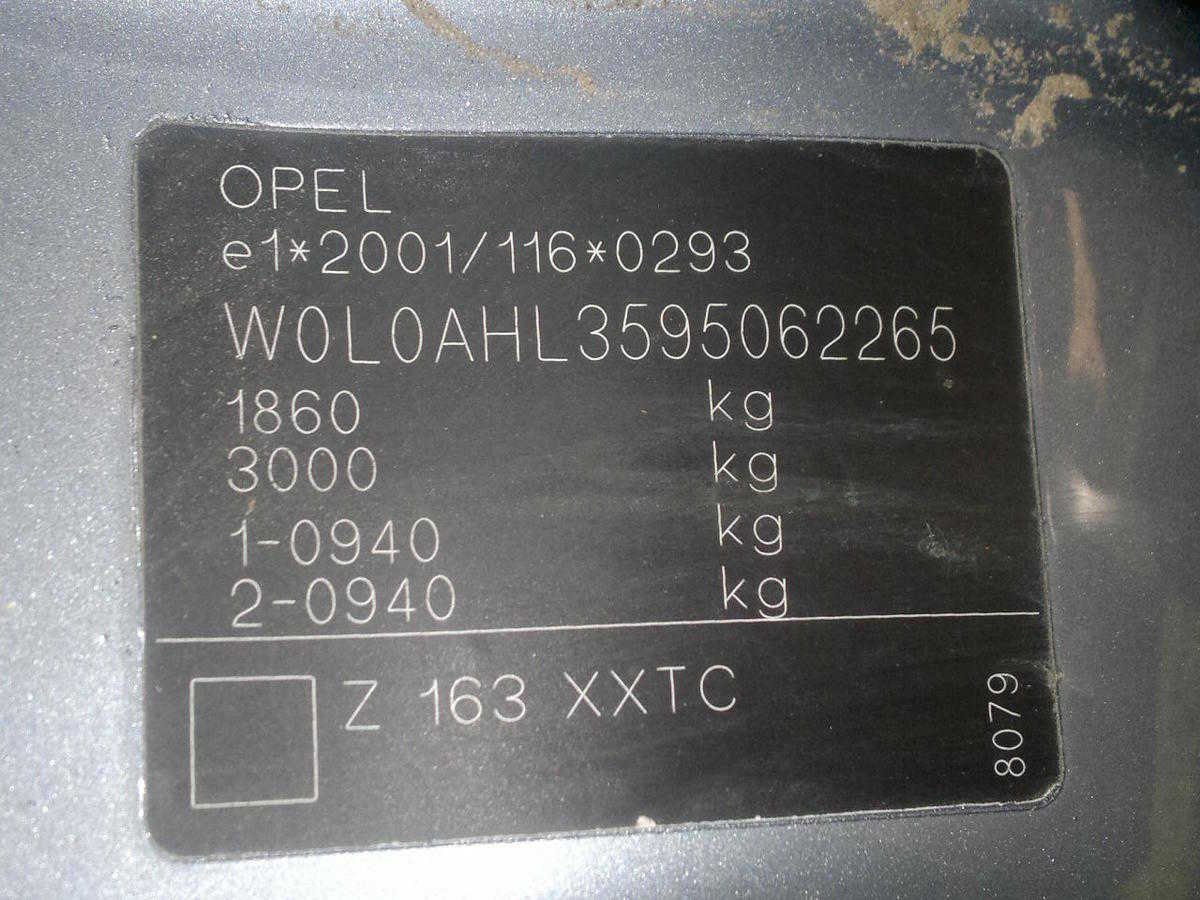 OPEL
e1*2001/116*0293
W0L0AHL3595062265
1860 kg
3000 kg
1-0940 kg
2-0940 kg
Z 163 XXTC
8079